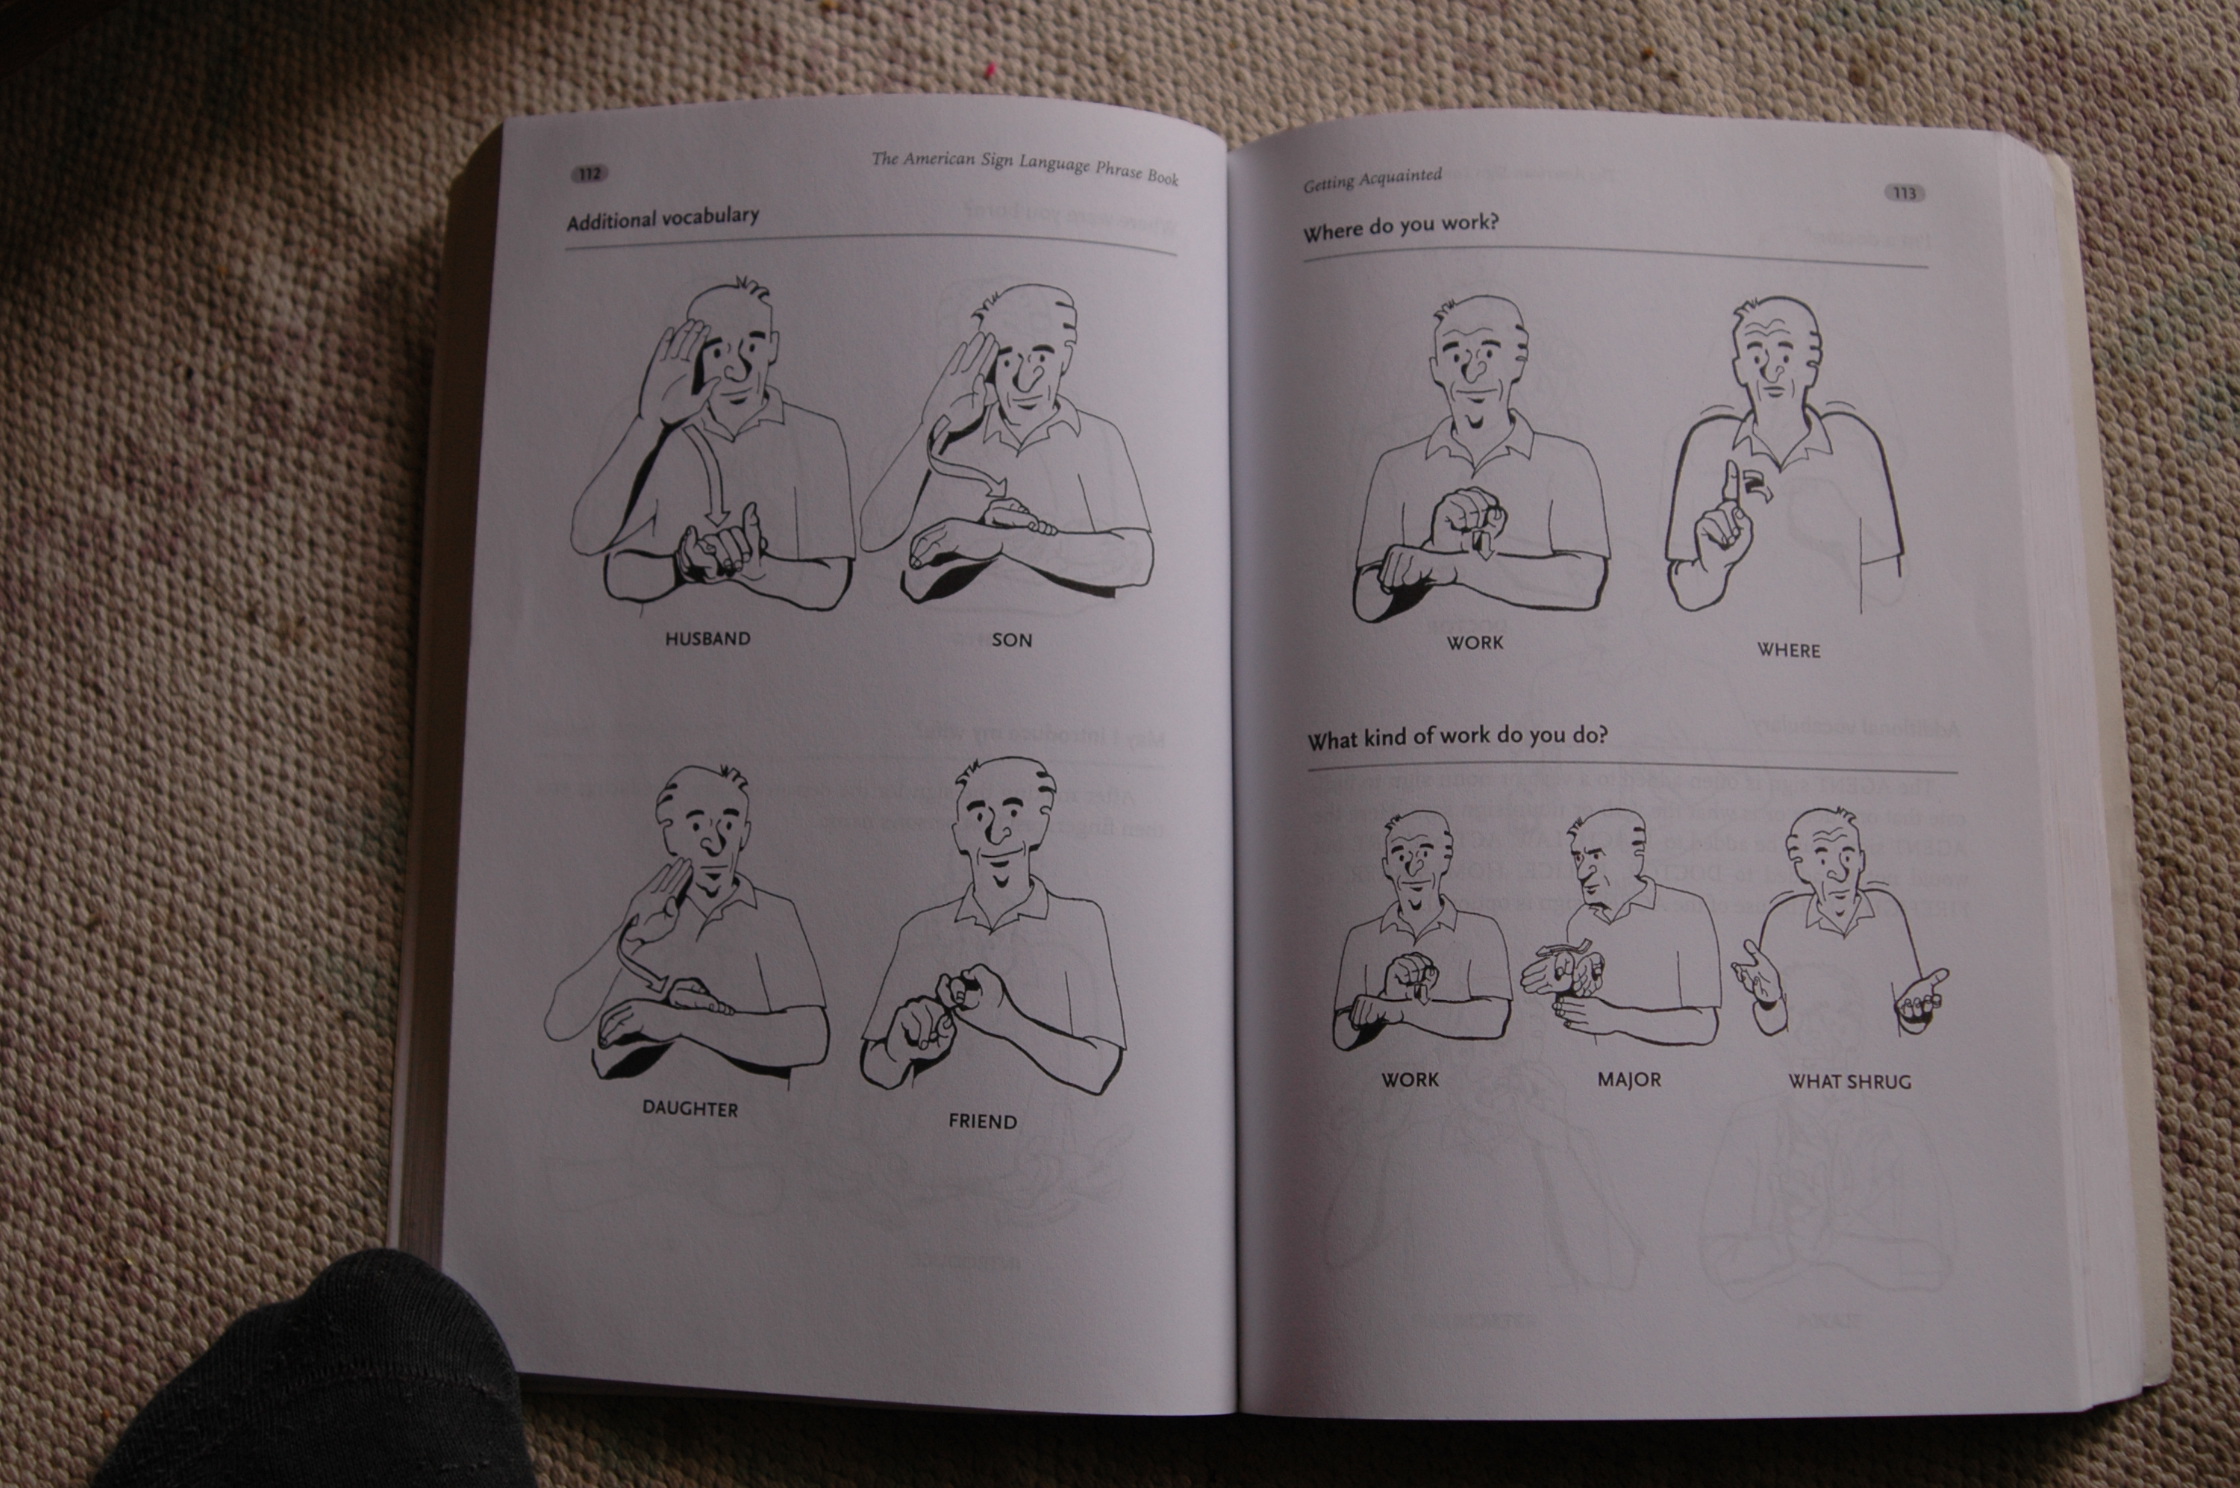 112
The American Sign Language Phrase Book
Additional vocabulary
HUSBAND
SON
DAUGHTER
FRIEND
Getting Acquainted
113
Where do you work?
WORK
WHERE
What kind of work do you do?
WORK
MAJOR
WHAT SHRUG